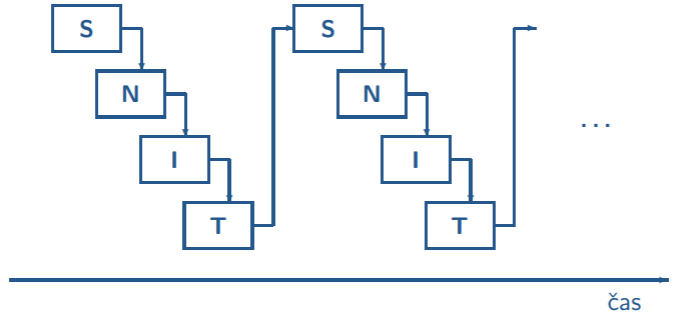 S S
N N
. . .
I I
T T
čas